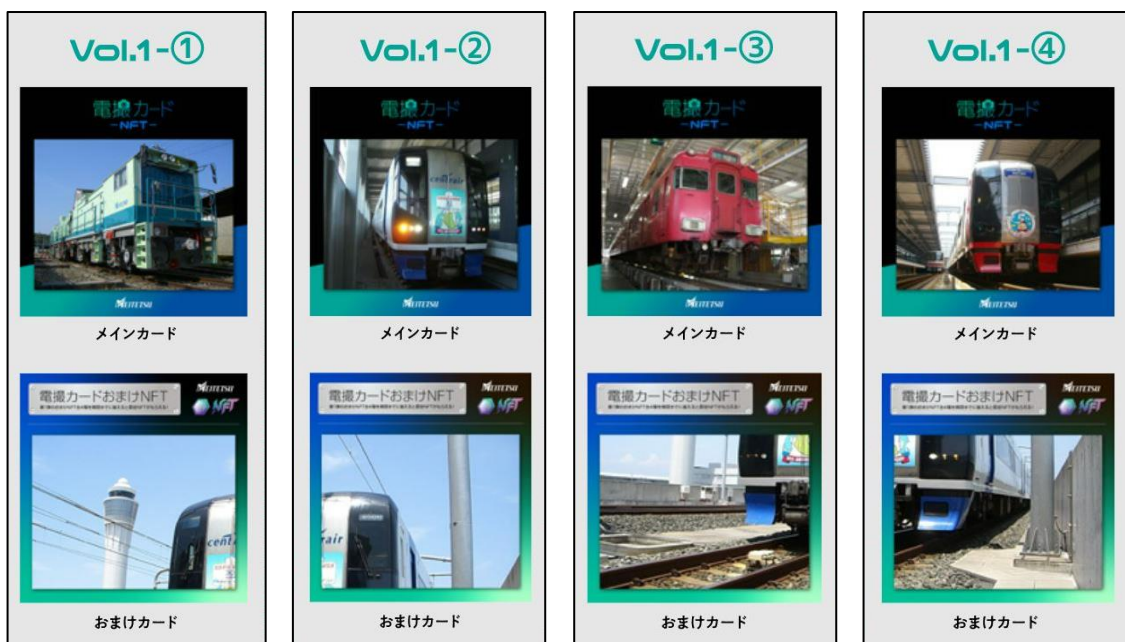 Vol.1-①
電撮カード
-NFT-
MEITETSU
メインカード
電撮カードおまけNFT
MEITETSU
NFT
おまけカード
Vol.1-②
電撮カード
-NFT-
centrair
MEITETSU
メインカード
電撮カードおまけNFT
MEITETSU
NFT
おまけカード
Vol.1-③
電撮カード
-NFT-
MEITETSU
メインカード
電撮カードおまけNFT
MEITETSU
NFT
おまけカード
Vol.1-④
電撮カード
-NFT-
MEITETSU
メインカード
電撮カードおまけNFT
MEITETSU
NFT
おまけカード